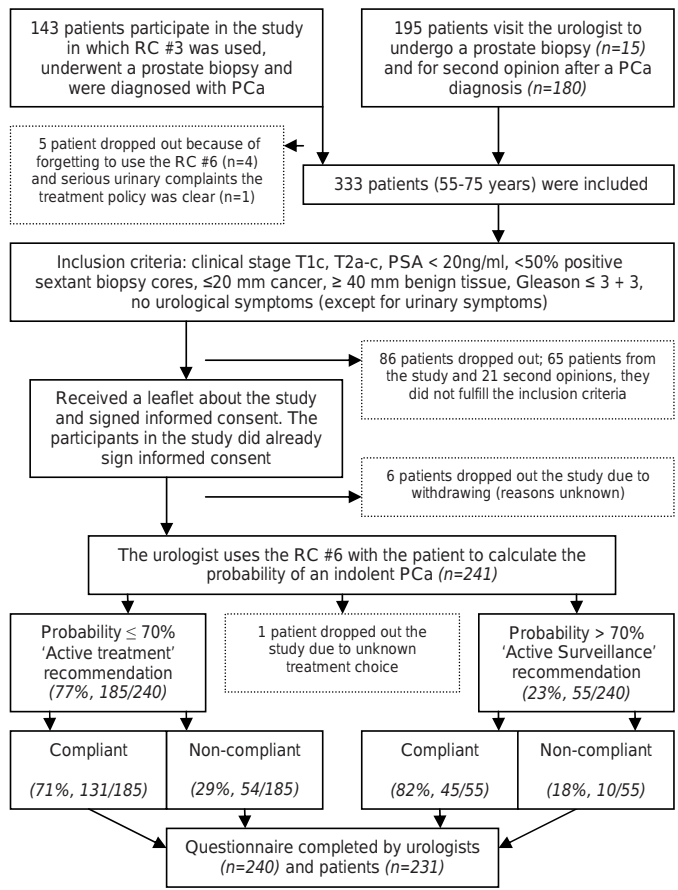 143 patients participate in the study
in which RC #3 was used,
underwent a prostate biopsy and
were diagnosed with PCa
195 patients visit the urologist to
undergo a prostate biopsy (n=15)
and for second opinion after a PCa
diagnosis (n=180)
5 patient dropped out because of
forgetting to use the RC #6 (n=4)
and serious urinary complaints the
treatment policy was clear (n=1)
333 patients (55-75 years) were included
Inclusion criteria: clinical stage T1c, T2a-c, PSA < 20ng/ml, <50% positive
sextant biopsy cores, ≤20 mm cancer, ≥ 40 mm benign tissue, Gleason ≤ 3 + 3,
no urological symptoms (except for urinary symptoms)
86 patients dropped out; 65 patients from
the study and 21 second opinions, they
did not fulfill the inclusion criteria
Received a leaflet about the study
and signed informed consent. The
participants in the study did already
sign informed consent
6 patients dropped out the study due to
withdrawing (reasons unknown)
The urologist uses the RC #6 with the patient to calculate the
probability of an indolent PCa (n=241)
Probability ≤ 70%
‘Active treatment’
recommendation
(77%, 185/240)
1 patient dropped out the
study due to unknown
treatment choice
Probability > 70%
‘Active Surveillance’
recommendation
(23%, 55/240)
Compliant
(71%, 131/185)
Non-compliant
(29%, 54/185)
Compliant
(82%, 45/55)
Non-compliant
(18%, 10/55)
Questionnaire completed by urologists
(n=240) and patients (n=231)